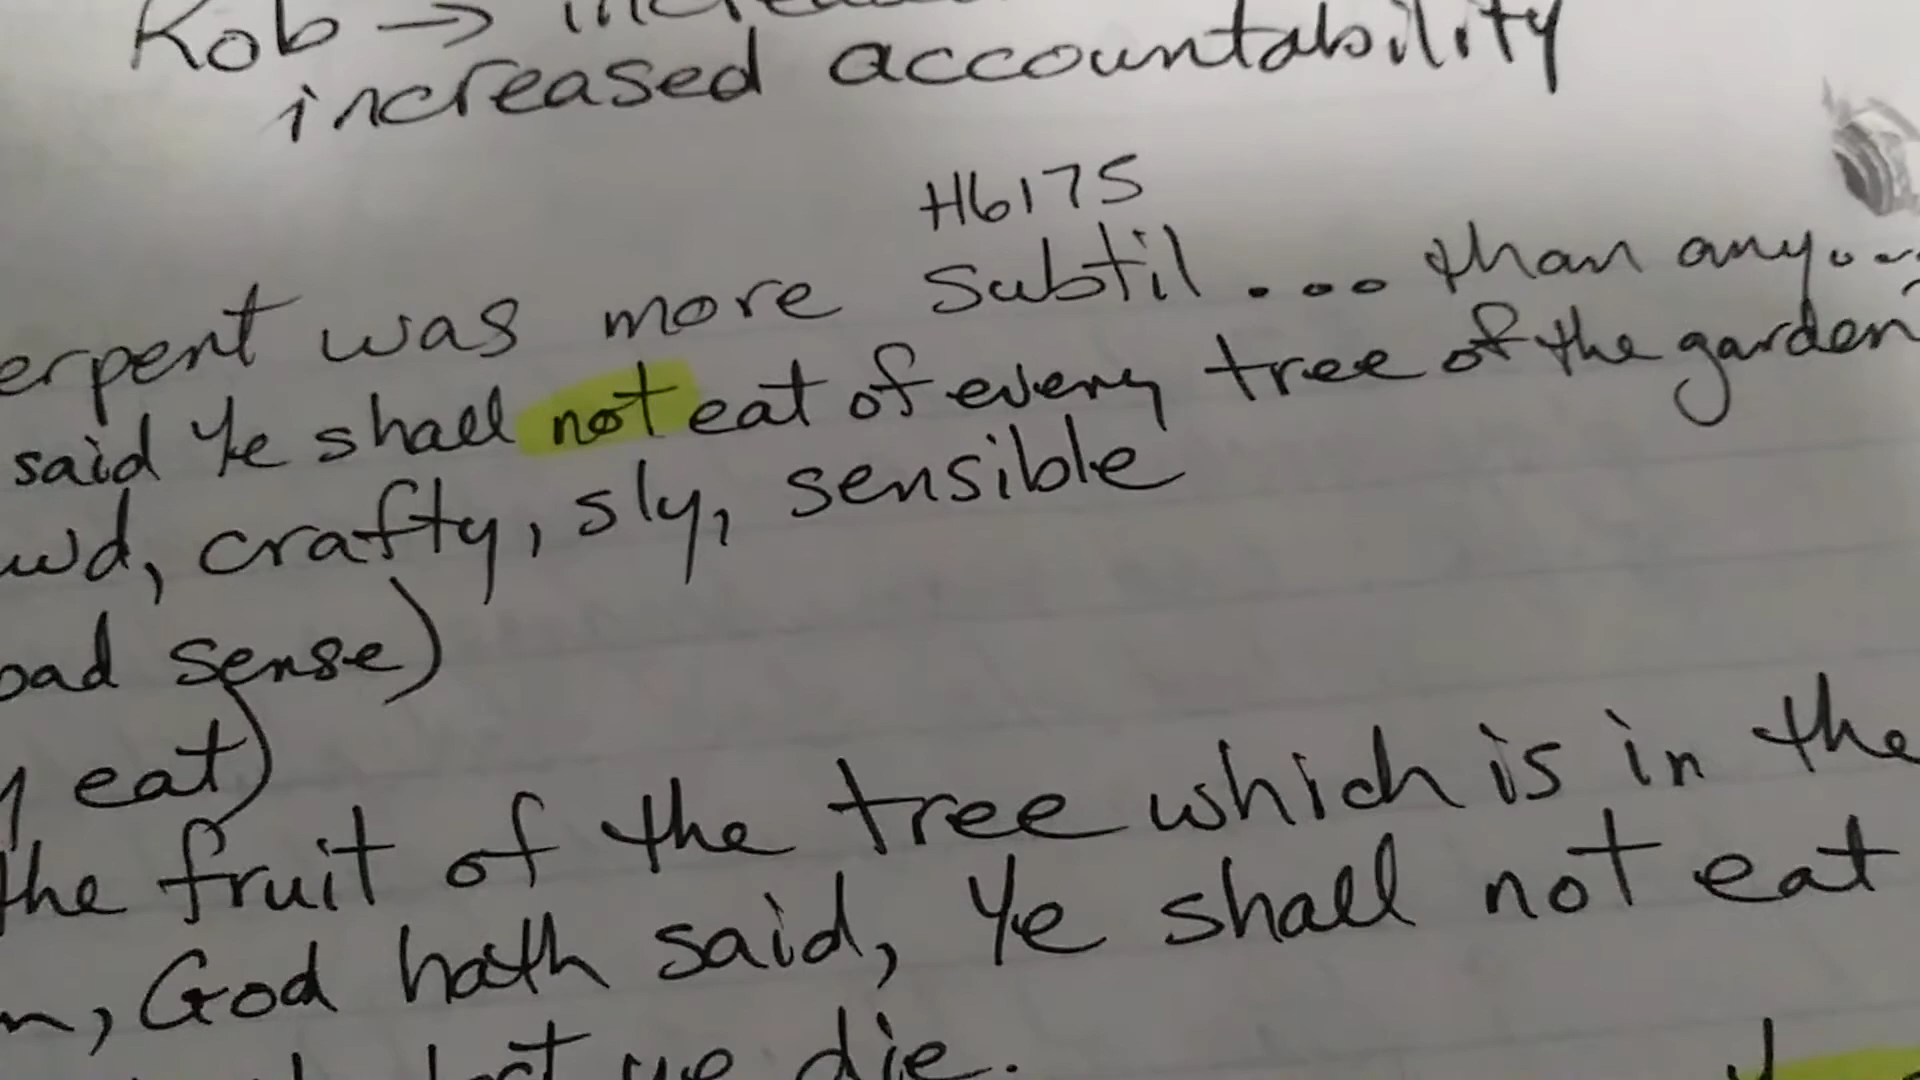 Rob →
increased accountability
H6175
erpent was more subtil ... than any..
said Ye shall not eat of every tree of the garden
wd, crafty, sly, sensible
bad sense)
eat)
the fruit of the tree which is in the
n, God hath said, Ye shall not eat
die.